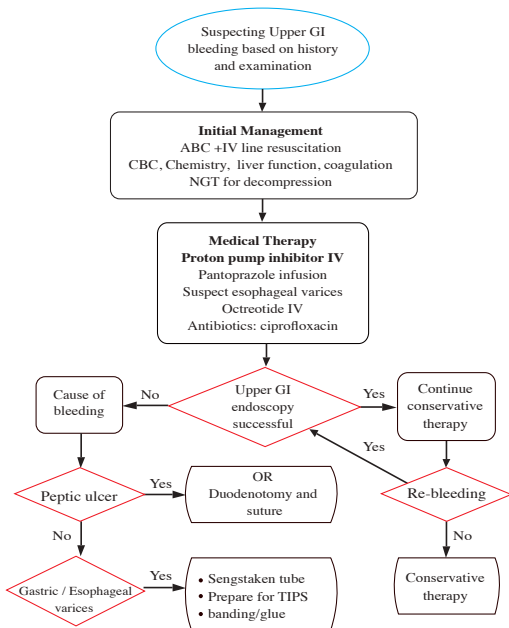 Suspecting Upper GI
bleeding based on history
and examination
Initial Management
ABC +IV line resuscitation
CBC, Chemistry, liver function, coagulation
NGT for decompression
Medical Therapy
Proton pump inhibitor IV
Pantoprazole infusion
Suspect esophageal varices
Octreotide IV
Antibiotics: ciprofloxacin
Cause of
bleeding
No
Upper GI
endoscopy
successful
Yes
Continue
conservative
therapy
Yes
Peptic ulcer
Yes
OR
Duodenotomy and
suture
Re-bleeding
No
No
Gastric / Esophageal
varices
Yes
• Sengstaken tube
• Prepare for TIPS
• banding/glue
Conservative
therapy